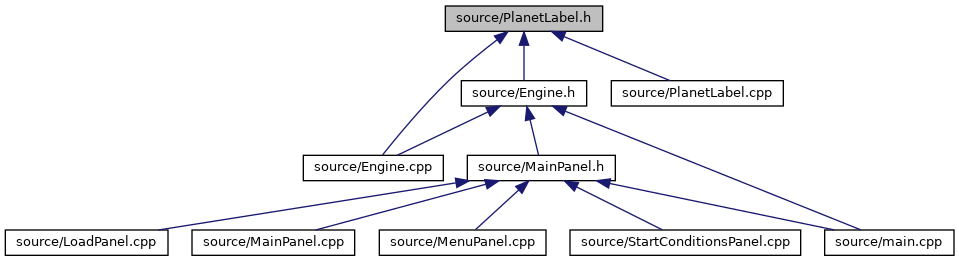 source/PlanetLabel.h
source/Engine.h
source/PlanetLabel.cpp
source/Engine.cpp
source/MainPanel.h
source/LoadPanel.cpp
source/MainPanel.cpp
source/MenuPanel.cpp
source/StartConditionsPanel.cpp
source/main.cpp